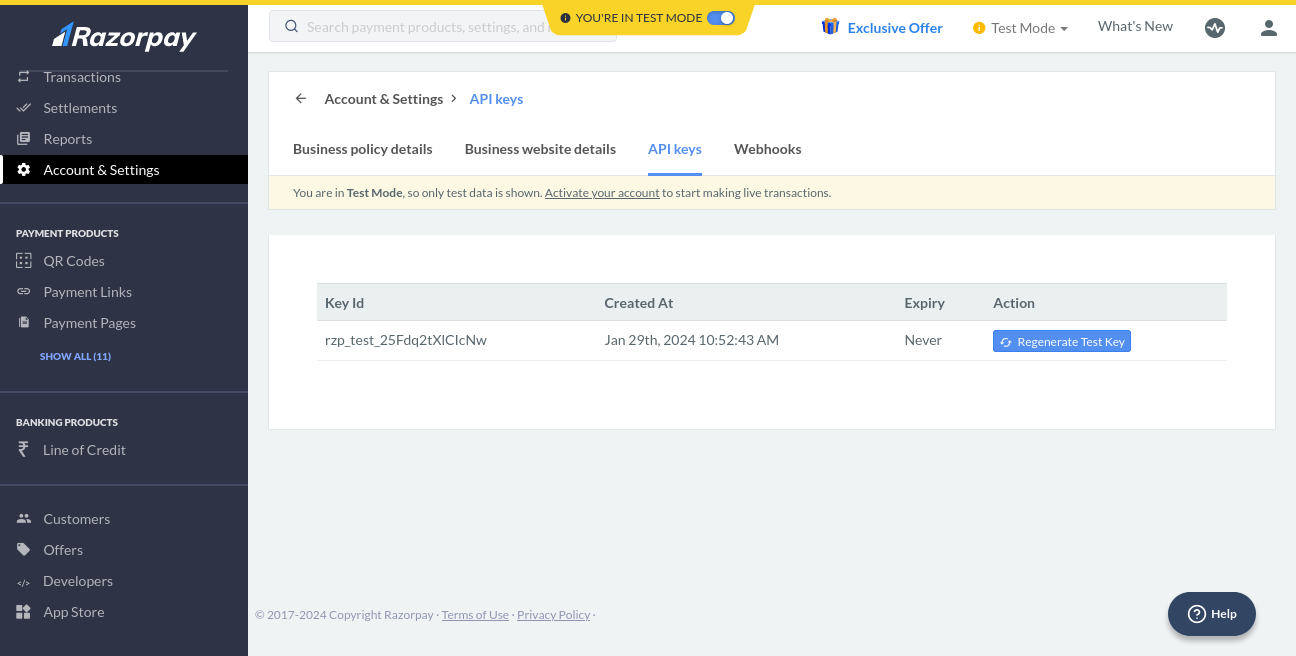 YOU'RE IN TEST MODE
Razorpay
Search payment products, settings, and
Exclusive Offer
Test Mode
What's New
Transactions
Settlements
Reports
Account & Settings
PAYMENT PRODUCTS
QR Codes
Payment Links
Payment Pages
SHOW ALL (11)
BANKING PRODUCTS
₹ Line of Credit
Customers
Offers
</> Developers
App Store
Account & Settings > API keys
Business policy details Business website details API keys Webhooks
You are in Test Mode, so only test data is shown. Activate your account to start making live transactions.
Key Id Created At Expiry Action
rzp_test_25Fdq2tXlCIcNw Jan 29th, 2024 10:52:43 AM Never Regenerate Test Key
© 2017-2024 Copyright Razorpay · Terms of Use · Privacy Policy ·
Help